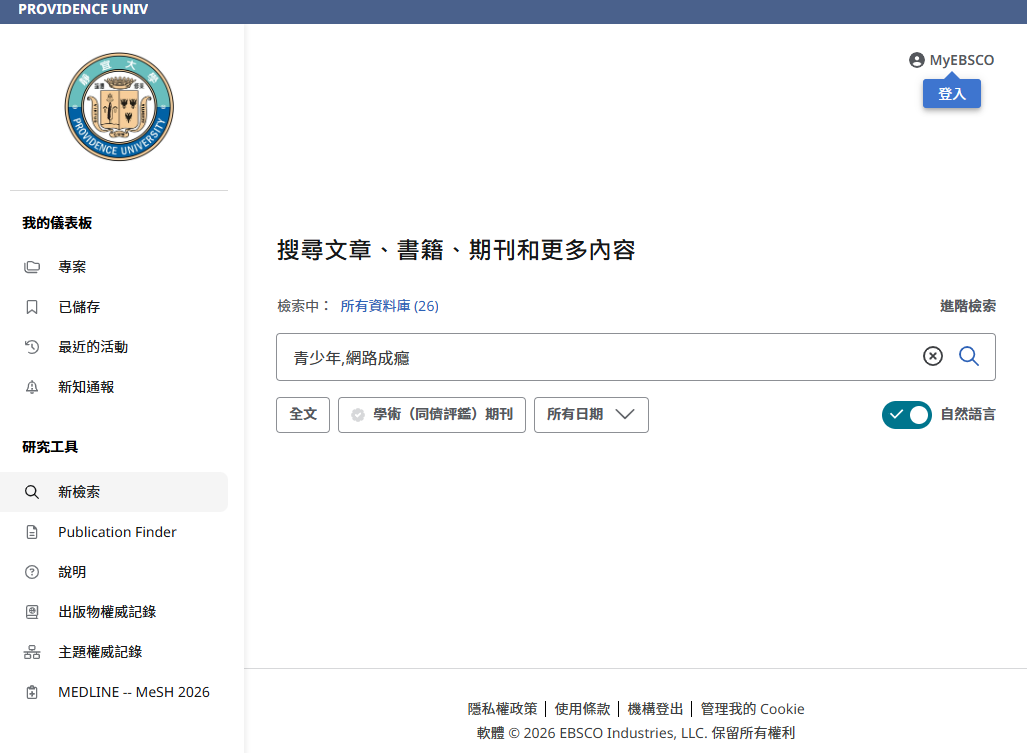 PROVIDENCE UNIV
靜宜大學
PROVIDENCE UNIVERSITY
我的儀表板
專案
已儲存
最近的活動
新知通報
研究工具
新檢索
Publication Finder
說明
出版物權威記錄
主題權威記錄
MEDLINE -- MeSH 2026
MyEBSCO
登入
搜尋文章、書籍、期刊和更多內容
檢索中： 所有資料庫 (26)
進階檢索
青少年,網路成癮
全文
學術（同儕評鑑）期刊
所有日期
自然語言
隱私權政策 | 使用條款 | 機構登出 | 管理我的 Cookie
軟體 © 2026 EBSCO Industries, LLC. 保留所有權利